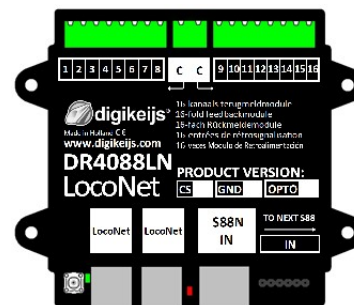 1 2 3 4 5 6 7 8 C C 9 10 11 12 13 14 15 16
digikeijs®
Made in Holland CE
www.digikeijs.com
16-kanaals terugmeldmodule
16-fold feedbackmodule
16-fach Rückmeldemodule
16-entrées de rétrosignalisation
16-veces Modulo de Retroalimentación
DR4088LN
LocoNet
PRODUCT VERSION:
CS GND OPTO
LocoNet LocoNet S88N IN
TO NEXT S88
IN